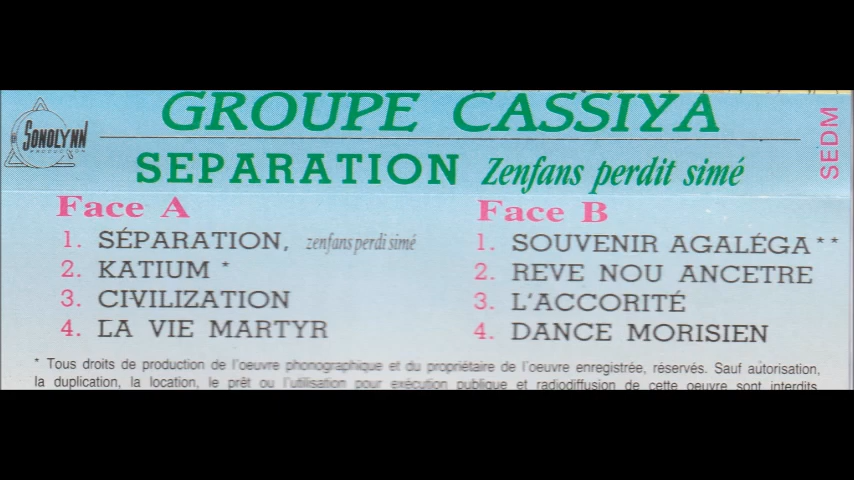 GROUPE CASSIYA
SONOLYNN
PRODUCTION
SEDM
SEPARATION Zenfans perdit simé
Face A
1. SÉPARATION, zenfans perdi simé
2. KATIUM *
3. CIVILIZATION
4. LA VIE MARTYR
Face B
1. SOUVENIR AGALÉGA **
2. REVE NOU ANCETRE
3. L'ACCORITÉ
4. DANCE MORISIEN
* Tous droits de production de l'oeuvre phonographique et du propriétaire de l'oeuvre enregistrée, réservés. Sauf autorisation,
la duplication, la location, le prêt ou l'utilisation pour exécution publique et radiodiffusion de cette oeuvre sont interdits